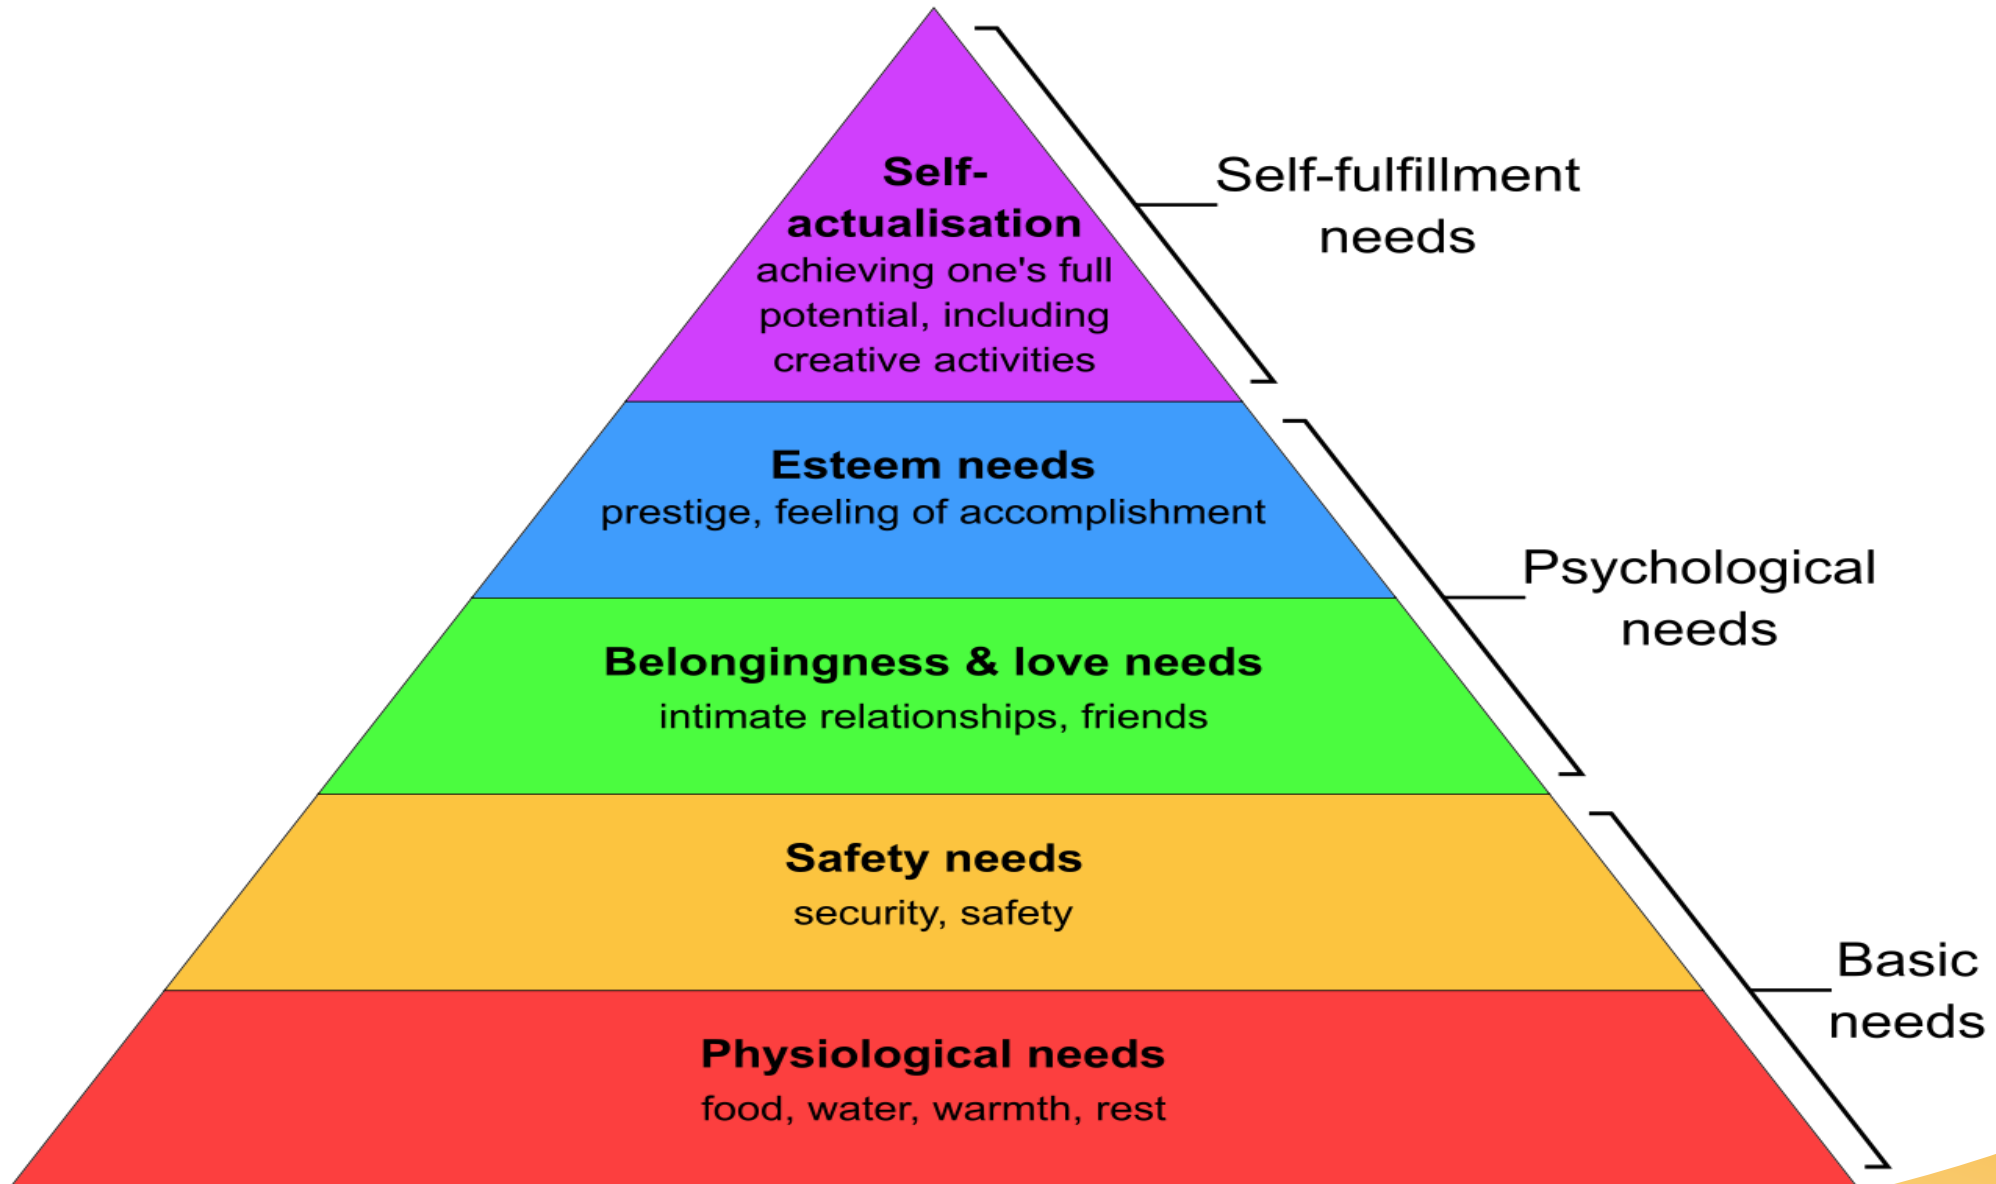 Self-
actualisation
achieving one's full
potential, including
creative activities
Self-fulfillment
needs
Esteem needs
prestige, feeling of accomplishment
Psychological
needs
Belongingness & love needs
intimate relationships, friends
Safety needs
security, safety
Basic
needs
Physiological needs
food, water, warmth, rest